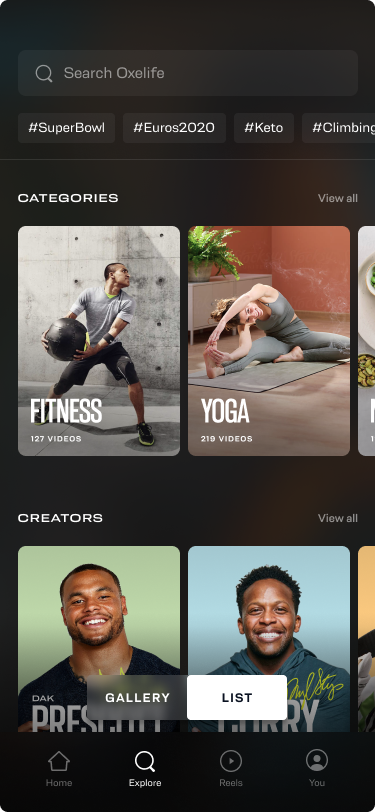 Search Oxelife
#SuperBowl #Euros2020 #Keto #Climbing
CATEGORIES View all
FITNESS
127 VIDEOS
YOGA
219 VIDEOS
CREATORS View all
DAK
PRESCOTT
CURRY
GALLERY LIST
Home Explore Reels You